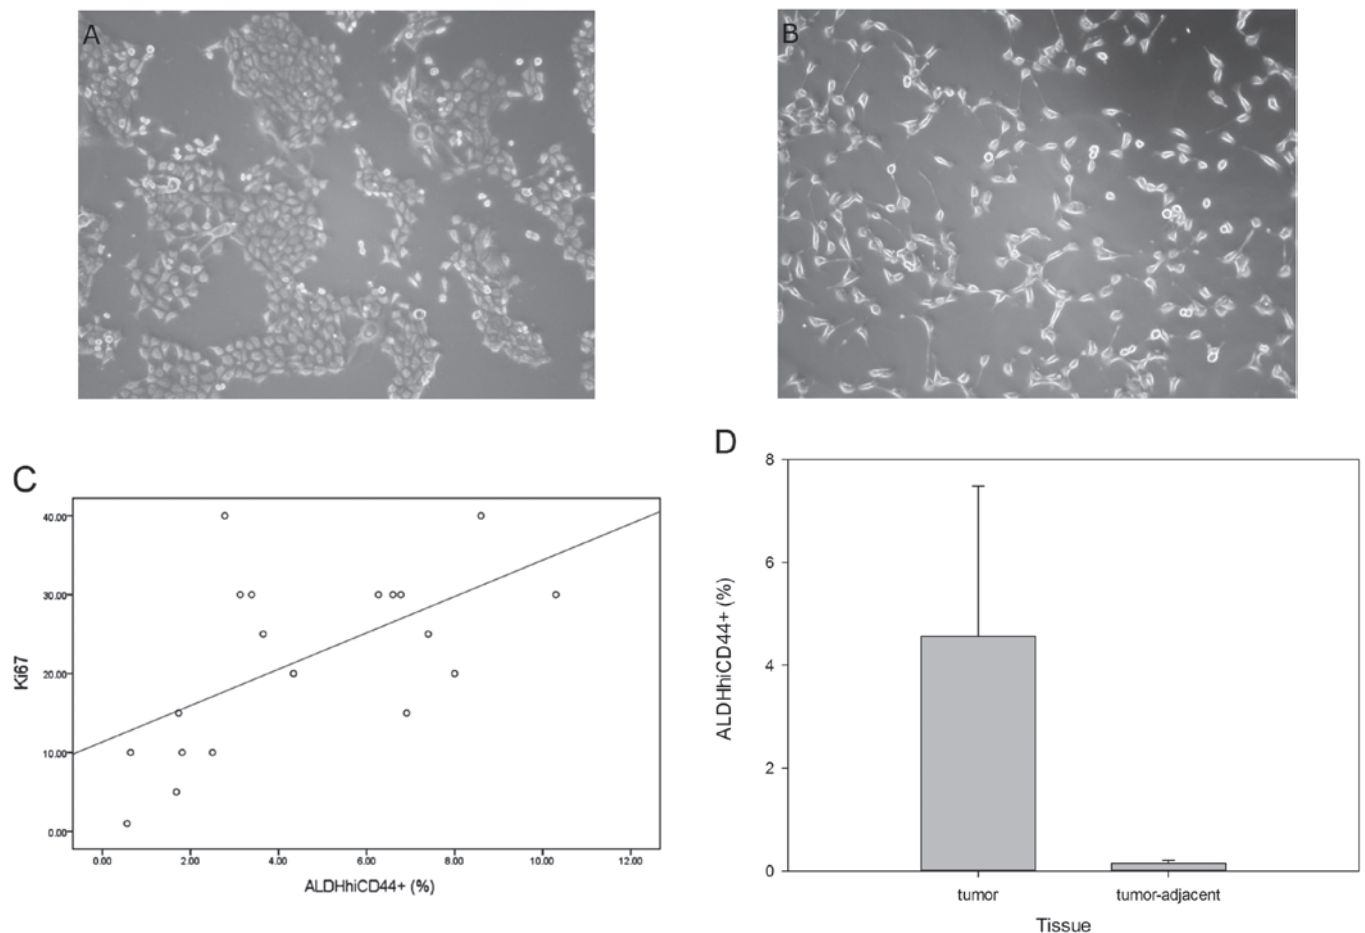 A
B
C
40.00
30.00
20.00
10.00
0.00
Ki67
0.00 2.00 4.00 6.00 8.00 10.00 12.00
ALDHhiCD44+ (%)
D
8
6
4
2
0
ALDHhiCD44+ (%)
tumor tumor-adjacent
Tissue